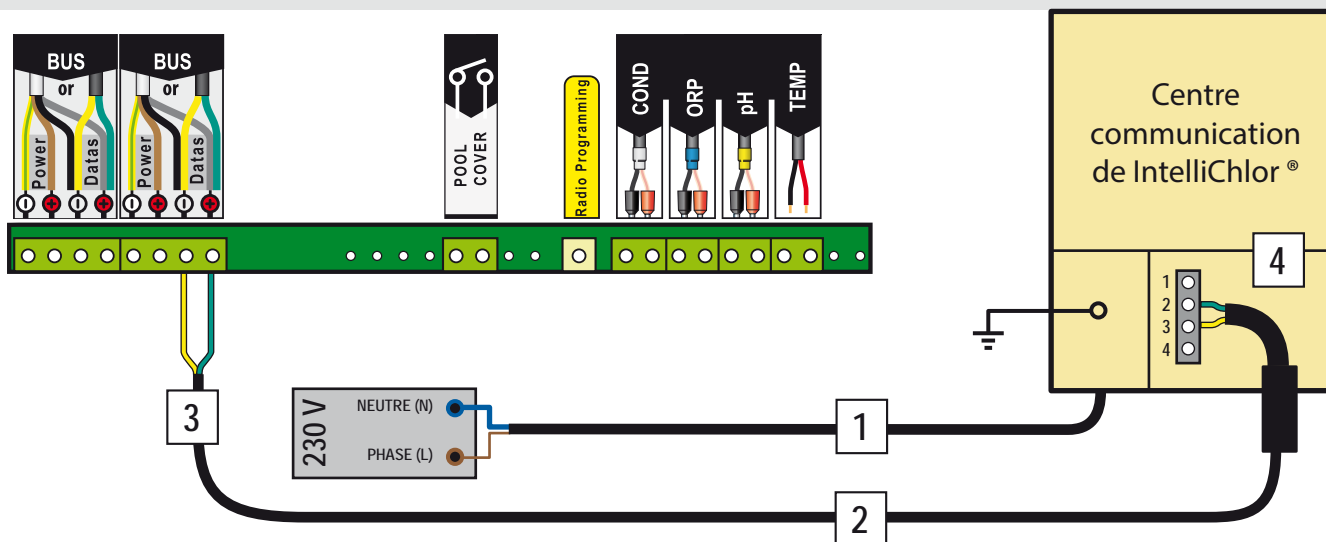 BUS
or
Power
Datas
BUS
or
Power
Datas
POOL
COVER
Radio Programming
COND
ORP
pH
TEMP
Centre
communication
de IntelliChlor ®
4
1
2
3
4
3
230 V
NEUTRE (N)
PHASE (L)
1
2